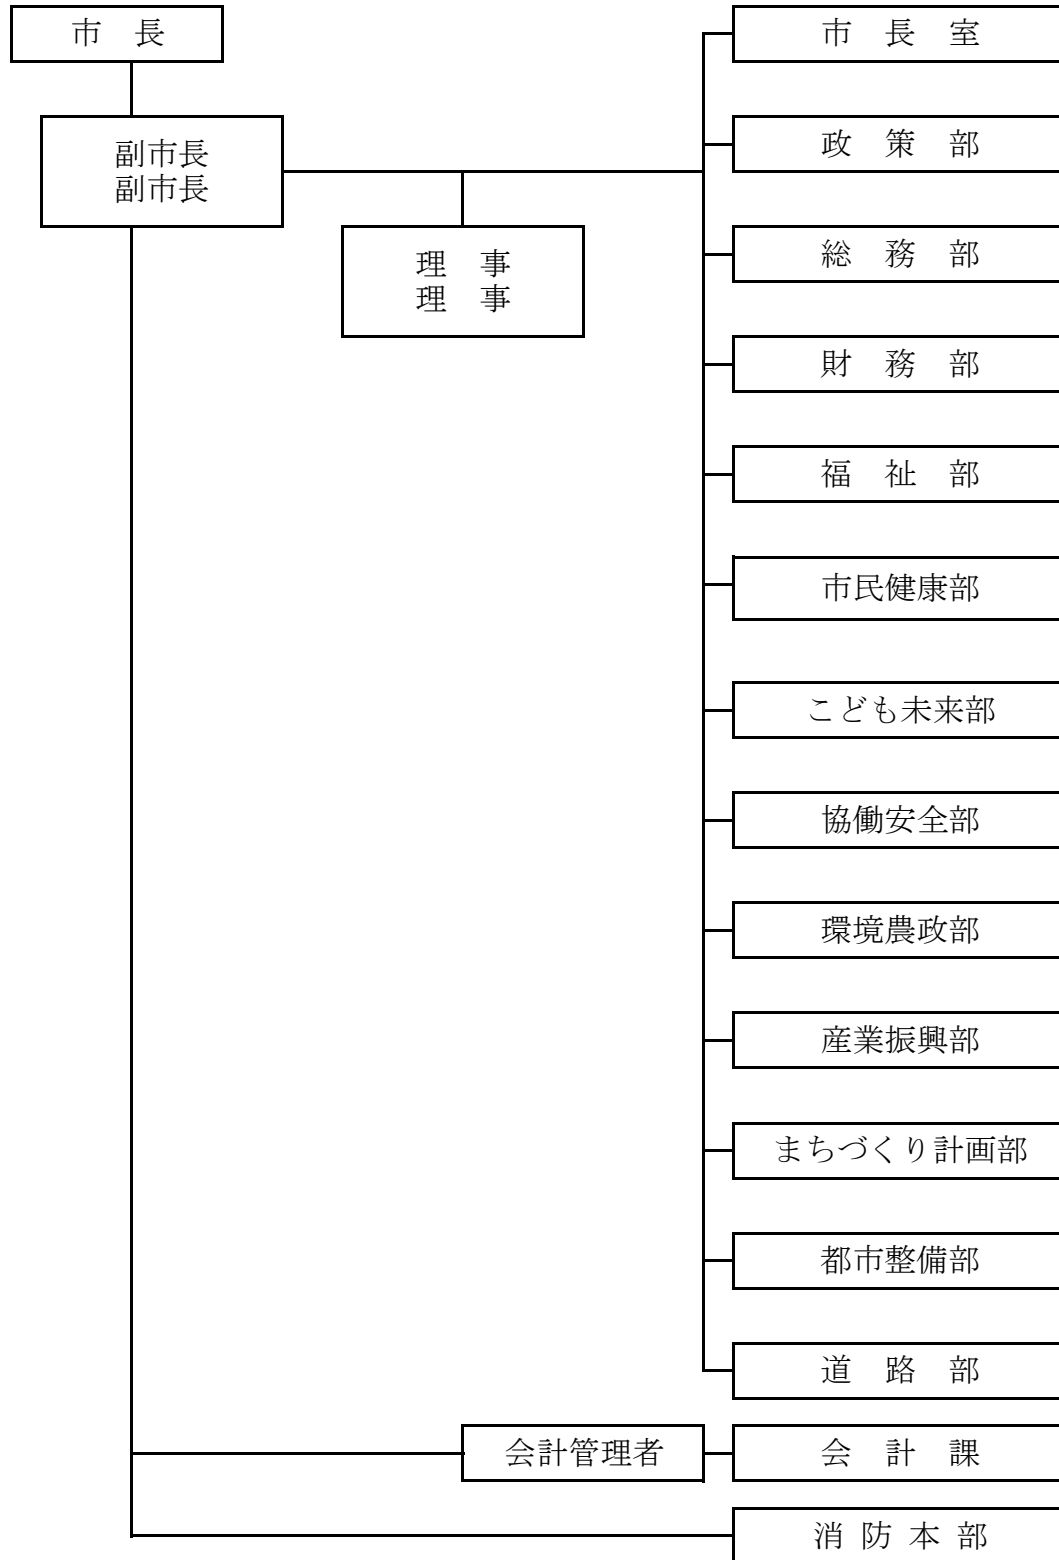 市　長
副市長
副市長
理　事
理　事
市　長　室
政　策　部
総　務　部
財　務　部
福　祉　部
市民健康部
こども未来部
協働安全部
環境農政部
産業振興部
まちづくり計画部
都市整備部
道　路　部
会計管理者
会　計　課
消 防 本 部